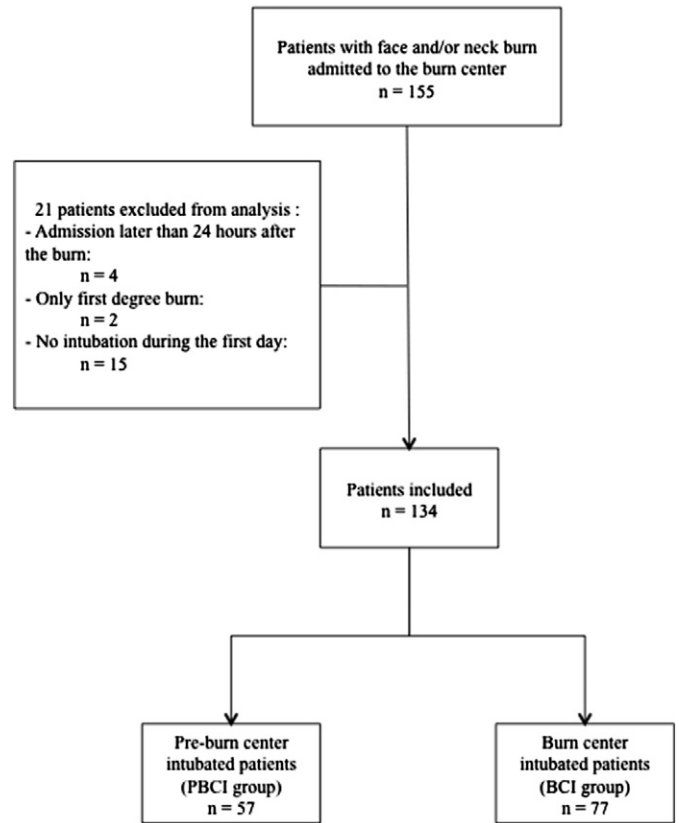 Patients with face and/or neck burn
admitted to the burn center
n = 155
21 patients excluded from analysis :
- Admission later than 24 hours after
the burn:
n = 4
- Only first degree burn:
n = 2
- No intubation during the first day:
n = 15
Patients included
n = 134
Pre-burn center
intubated patients
(PBCI group)
n = 57
Burn center
intubated patients
(BCI group)
n = 77